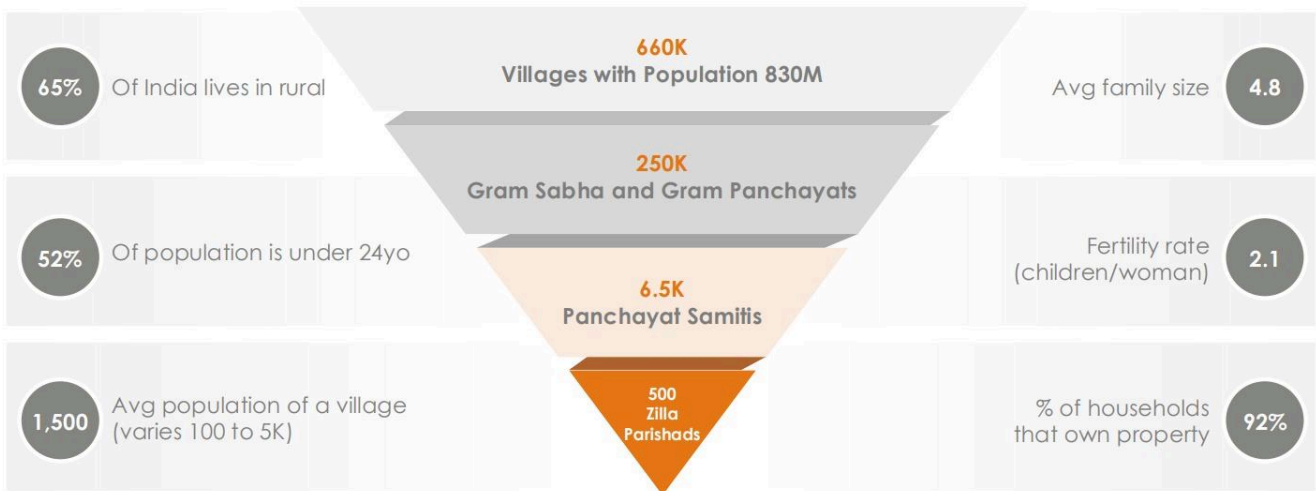 660K
Villages with Population 830M
65%
Of India lives in rural
Avg family size
4.8
250K
Gram Sabha and Gram Panchayats
52%
Of population is under 24yo
Fertility rate
(children/woman)
2.1
6.5K
Panchayat Samitis
500
Zilla
Parishads
1,500
Avg population of a village
(varies 100 to 5K)
% of households
that own property
92%